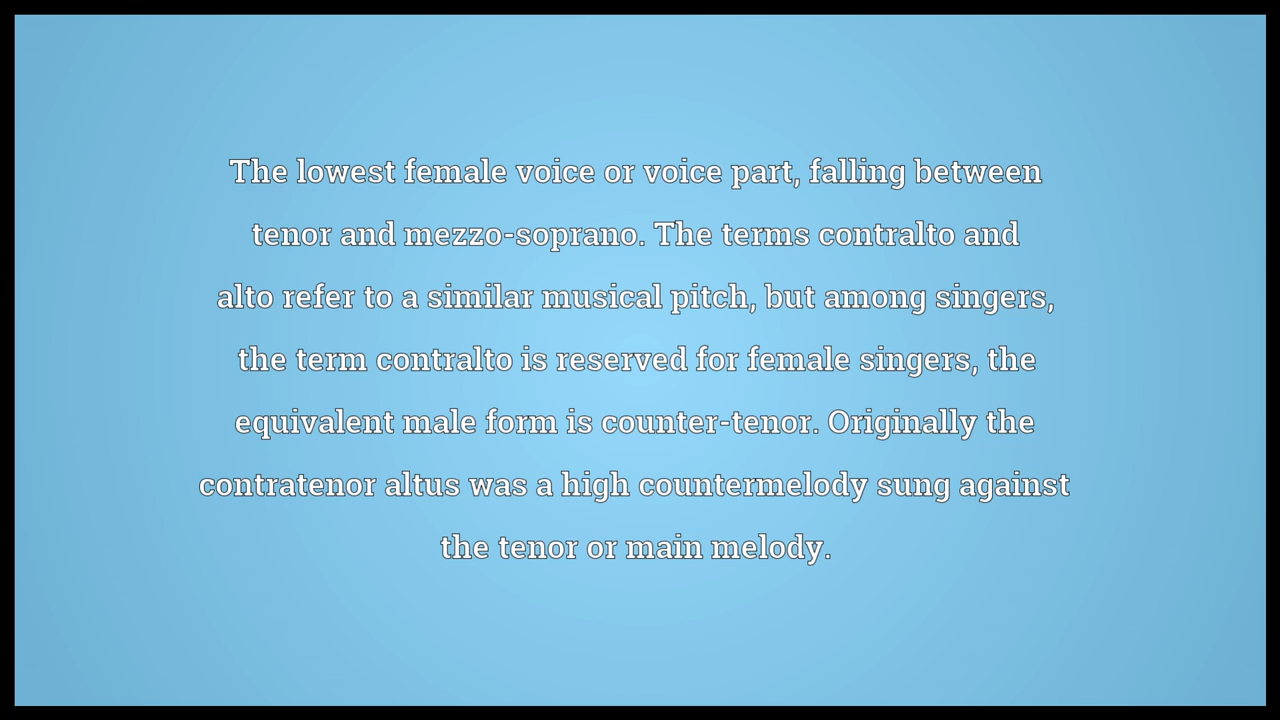 The lowest female voice or voice part, falling between
tenor and mezzo-soprano. The terms contralto and
alto refer to a similar musical pitch, but among singers,
the term contralto is reserved for female singers, the
equivalent male form is counter-tenor. Originally the
contratenor altus was a high countermelody sung against
the tenor or main melody.